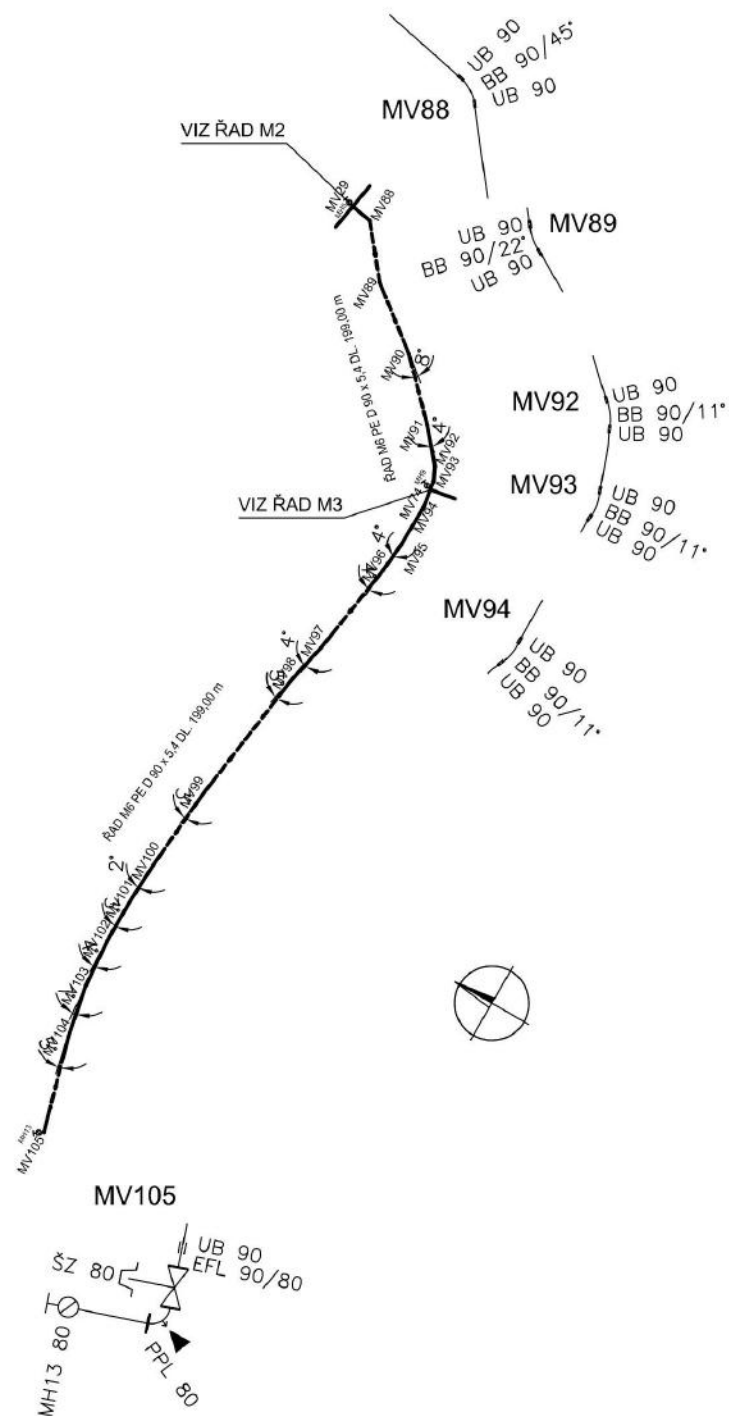 UB 90
BB 90/45°
UB 90
MV88
VIZ ŘAD M2
MV29
MV88
UB 90
BB 90/22°
UB 90
MV89
MV89
ŘAD M6 PE D 90 x 5,4 DL. 199,00 m
MV90
8°
MV92
UB 90
BB 90/11°
UB 90
MV91
4°
MV92
MV93
MV93
UB 90
BB 90/11°
UB 90
VIZ ŘAD M3
MV74
MV94
4°
MV95
MV96
MV94
UB 90
BB 90/11°
UB 90
4°
MV97
MV98
ŘAD M6 PE D 90 x 5,4 DL. 199,00 m
MV99
2°
MV100
MV101
MV102
MV103
MV104
MH13
MV105
MV105
UB 90
EFL 90/80
ŠZ 80
MH13 80
PPL 80